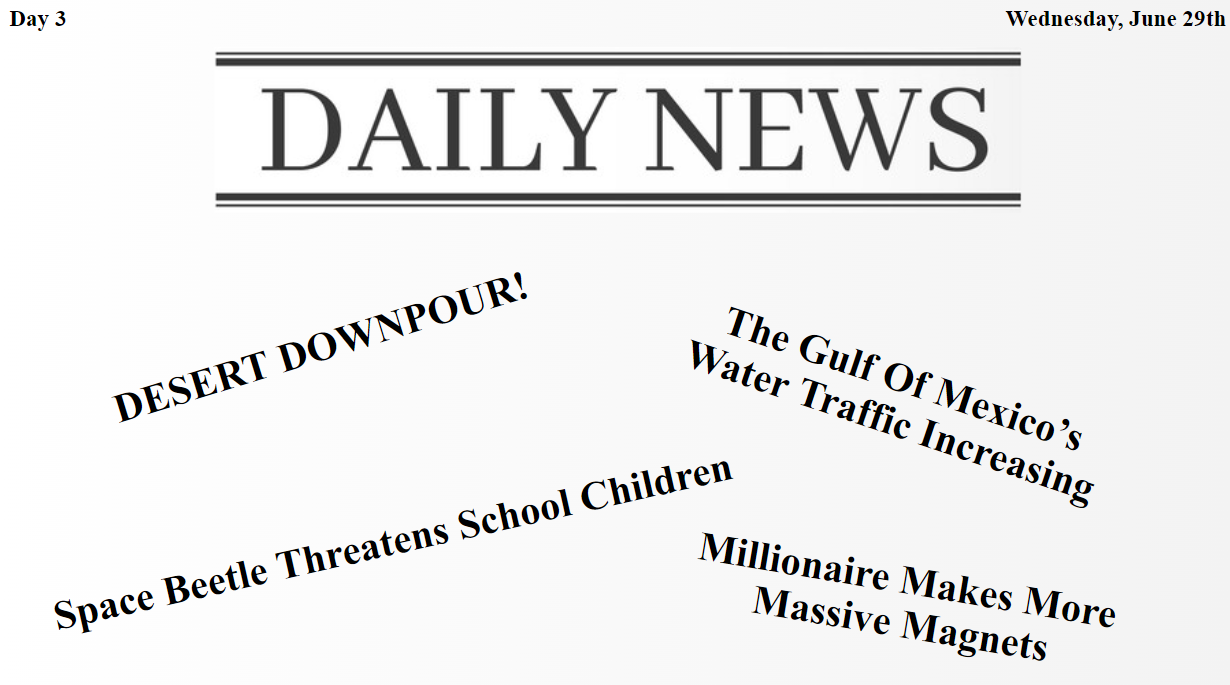 Day 3
Wednesday, June 29th
DAILY NEWS
DESERT DOWNPOUR!
The Gulf Of Mexico’s
Water Traffic Increasing
Space Beetle Threatens School Children
Millionaire Makes More
Massive Magnets